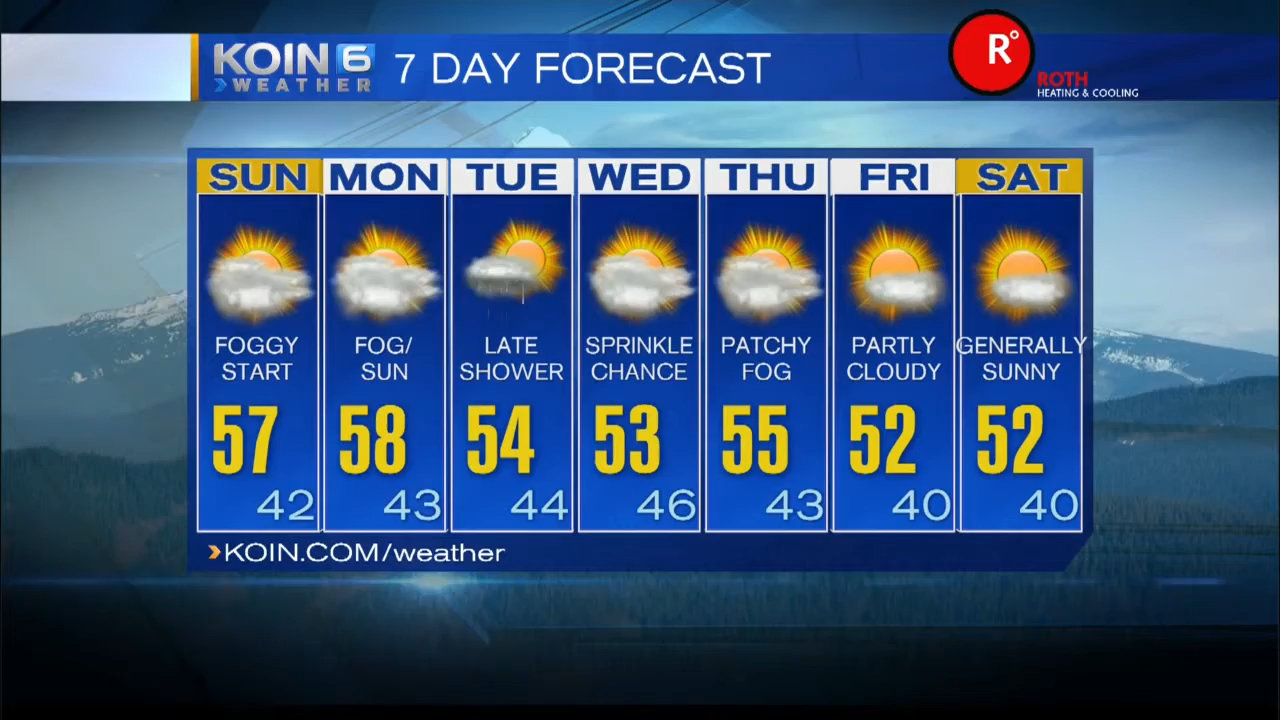 KOIN 6
WEATHER
7 DAY FORECAST
R°
ROTH
HEATING & COOLING
SUN
MON
TUE
WED
THU
FRI
SAT
FOGGY
START
FOG/
SUN
LATE
SHOWER
SPRINKLE
CHANCE
PATCHY
FOG
PARTLY
CLOUDY
GENERALLY
SUNNY
57
58
54
53
55
52
52
42
43
44
46
43
40
40
KOIN.COM/weather